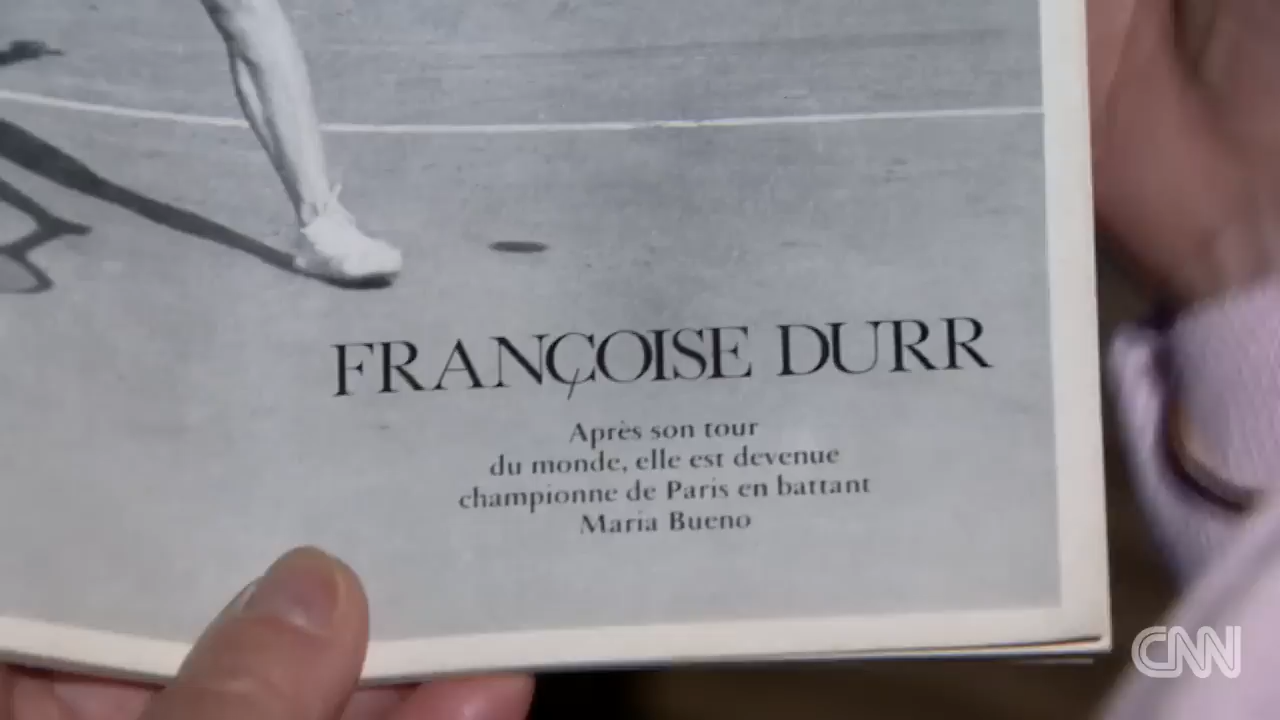 FRANÇOISE DURR
Après son tour
du monde, elle est devenue
championne de Paris en battant
Maria Bueno
CNN